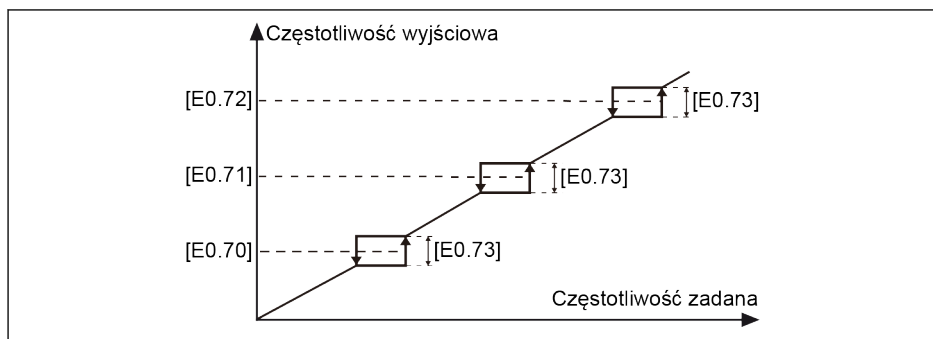 Częstotliwość wyjściowa
[E0.72]
[E0.73]
[E0.71]
[E0.73]
[E0.70]
[E0.73]
Częstotliwość zadana